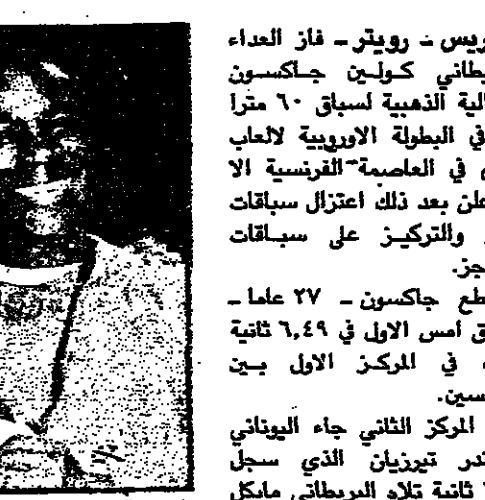 ريس - رويتر - فاز العداء
يطاني كولين جاكسون
الية الذهبية لسباق ٦٠ مترا
في البطولة الاوروبية لالعاب
في العاصمة الفرنسية الا
علن بعد ذلك اعتزال سباقات
والتركيز على سباقات
جز.
طع جاكسون - ٢٧ عاما -
ق امس الاول في ٦,٤٩ ثانية
في المركز الاول بين
سين.
المركز الثاني جاء اليوناني
ندر تيرزيان الذي سجل
ثانية تلاه البريطاني مايكل